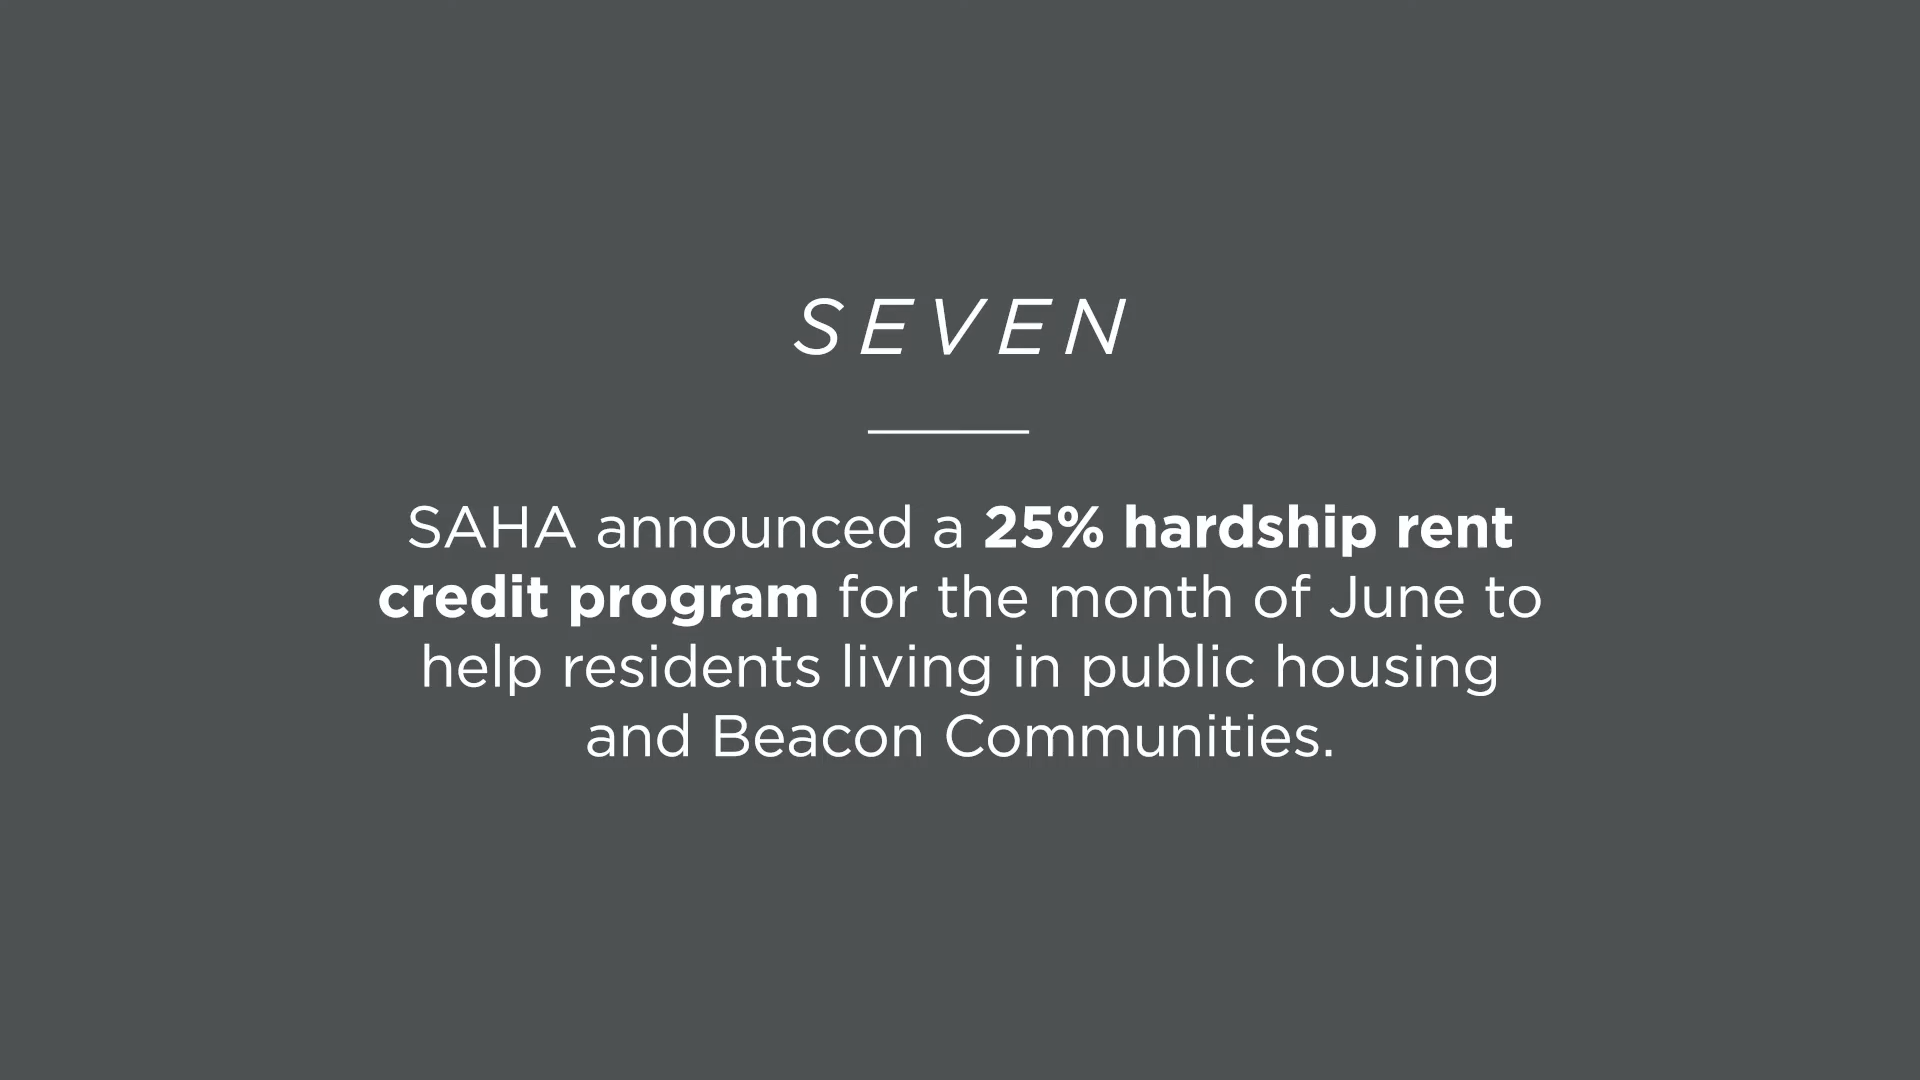 SEVEN
SAHA announced a 25% hardship rent
credit program for the month of June to
help residents living in public housing
and Beacon Communities.